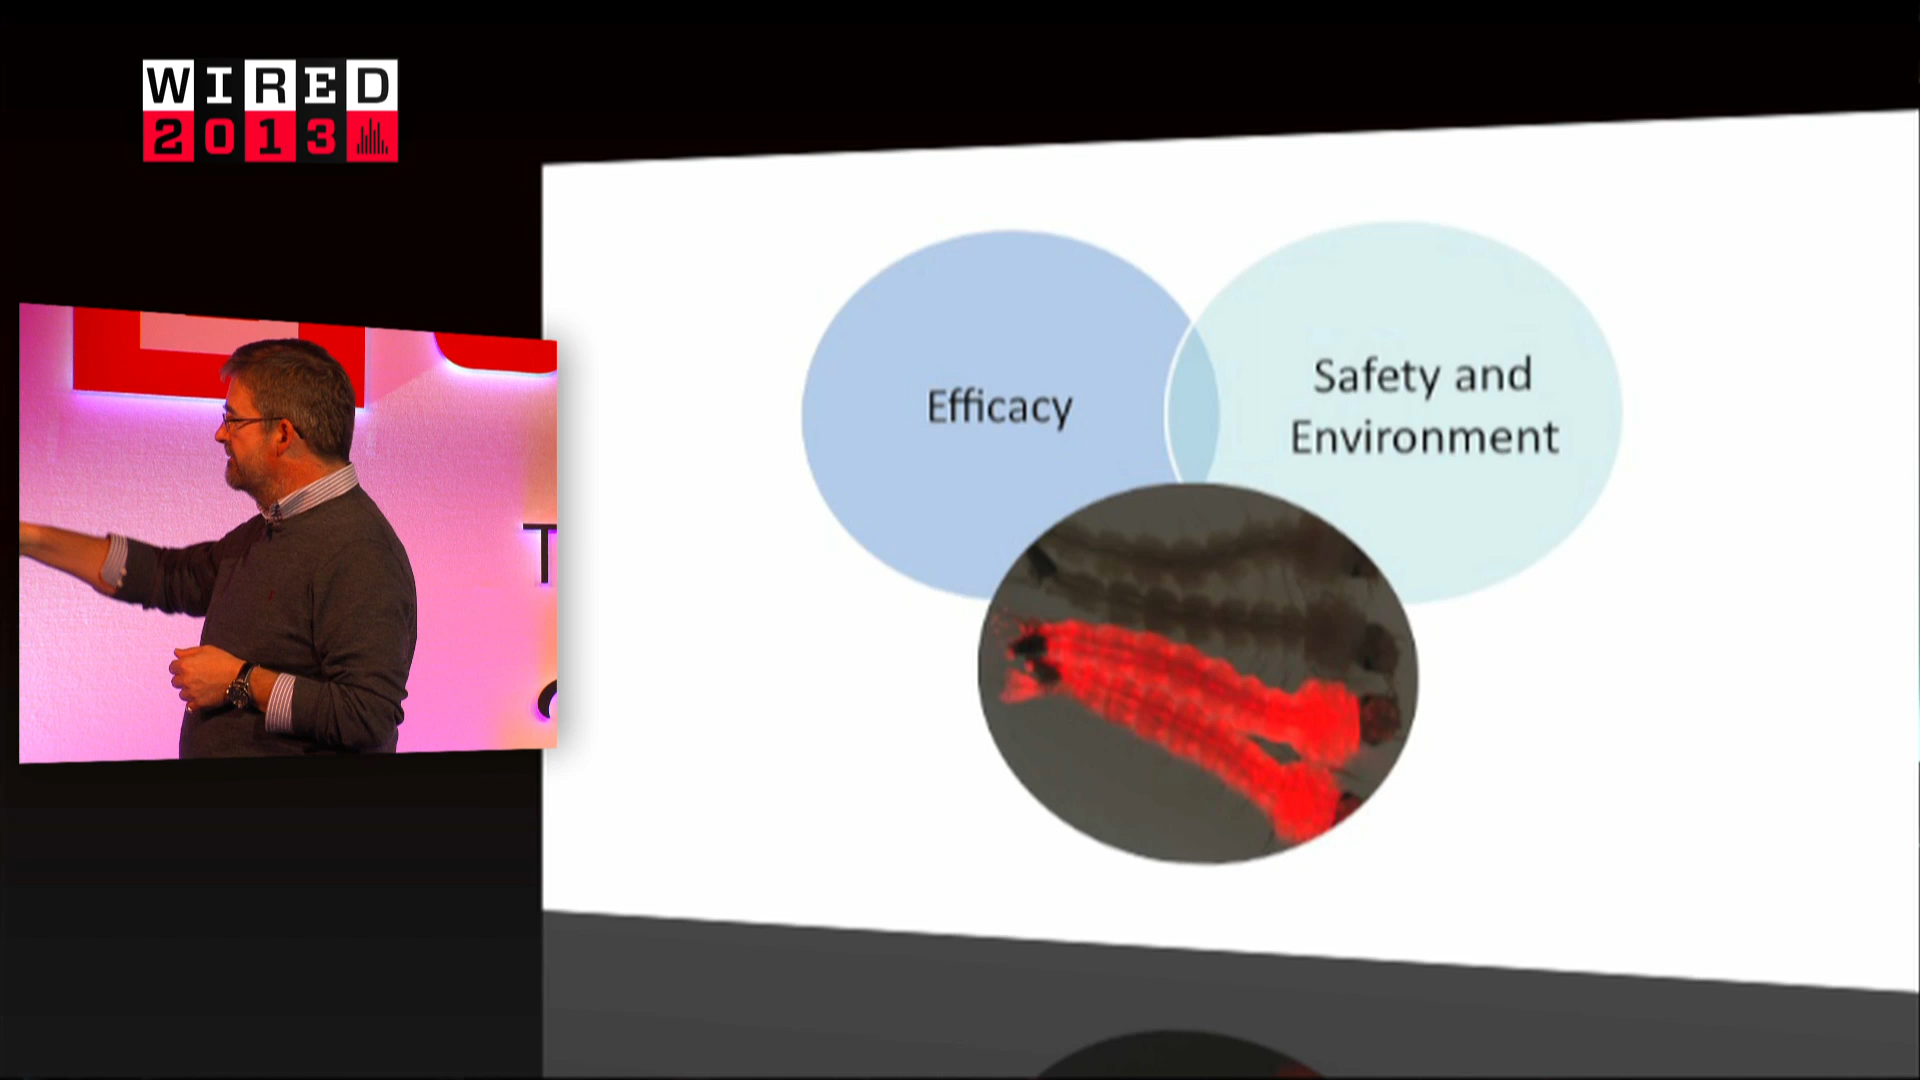 WIRED
2013
Efficacy
Safety and
Environment
T